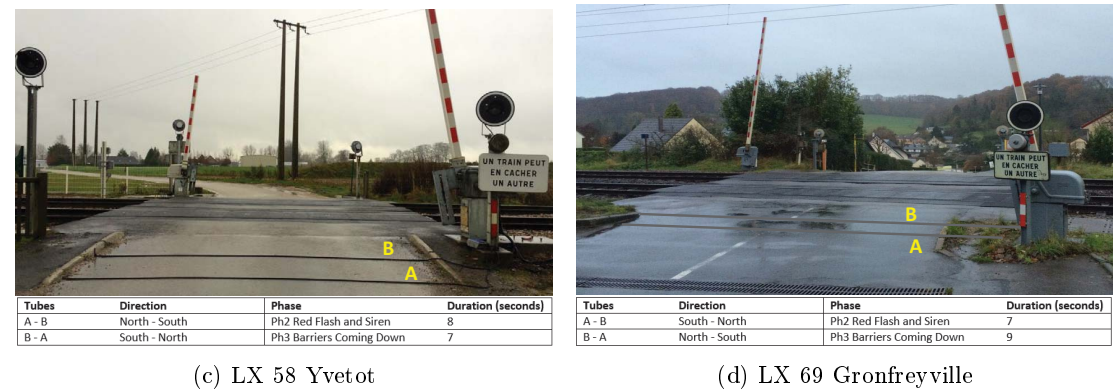 UN TRAIN PEUT
EN CACHER
UN AUTRE
B
A
Tubes Direction Phase Duration (seconds)
A - B North - South Ph2 Red Flash and Siren 8
B - A South - North Ph3 Barriers Coming Down 7
(c) LX 58 Yvetot
UN TRAIN PEUT
EN CACHER
UN AUTRE
B
A
Tubes Direction Phase Duration (seconds)
A - B South - North Ph2 Red Flash and Siren 7
B - A North - South Ph3 Barriers Coming Down 9
(d) LX 69 Gronfreyville